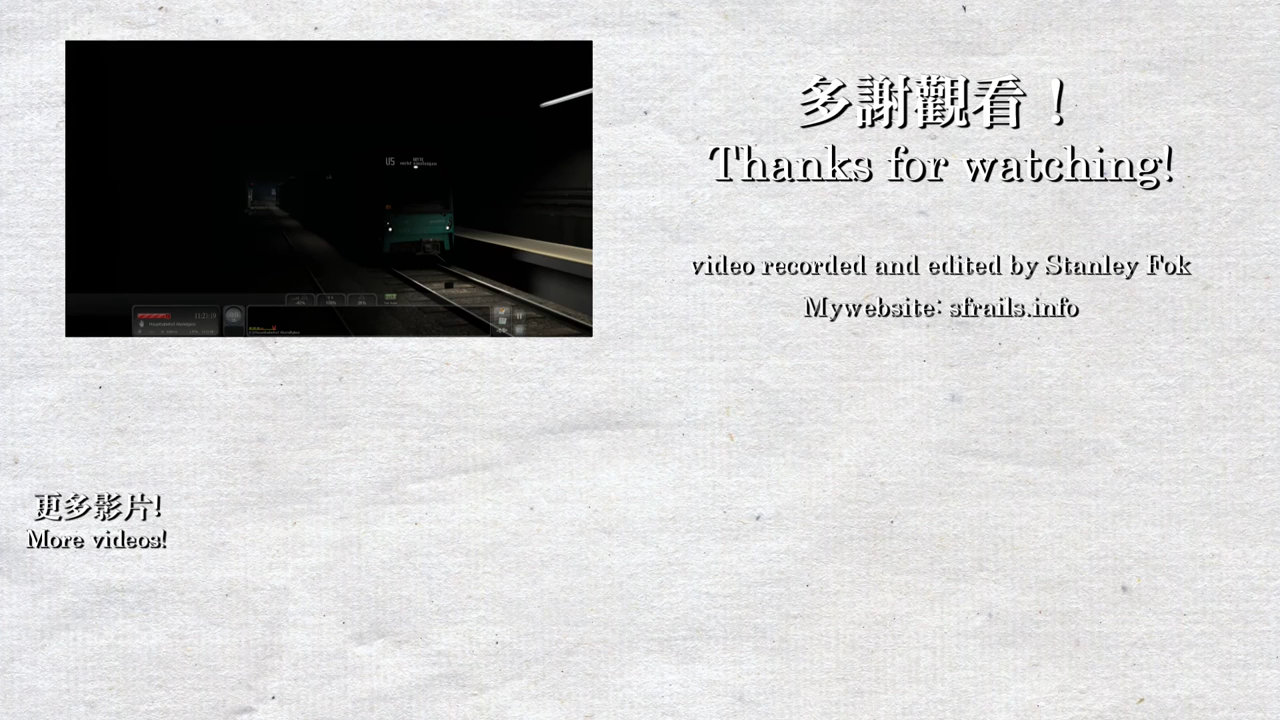 多謝觀看！
Thanks for watching!
video recorded and edited by Stanley Fok
Mywebsite: sfrails.info
U5
更多影片!
More videos!